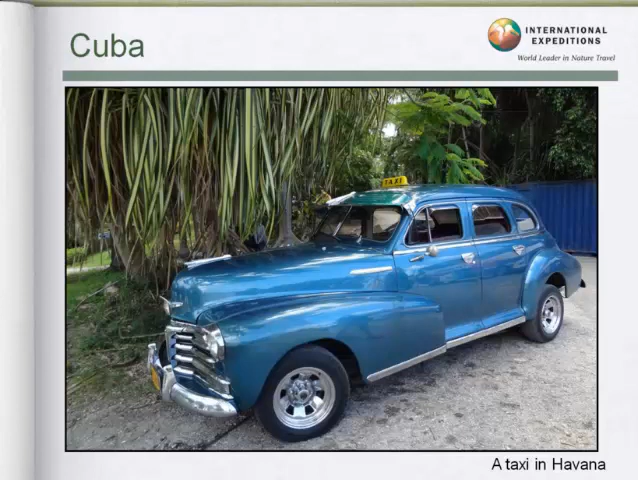 Cuba
INTERNATIONAL
EXPEDITIONS
World Leader in Nature Travel
TAXI
A taxi in Havana